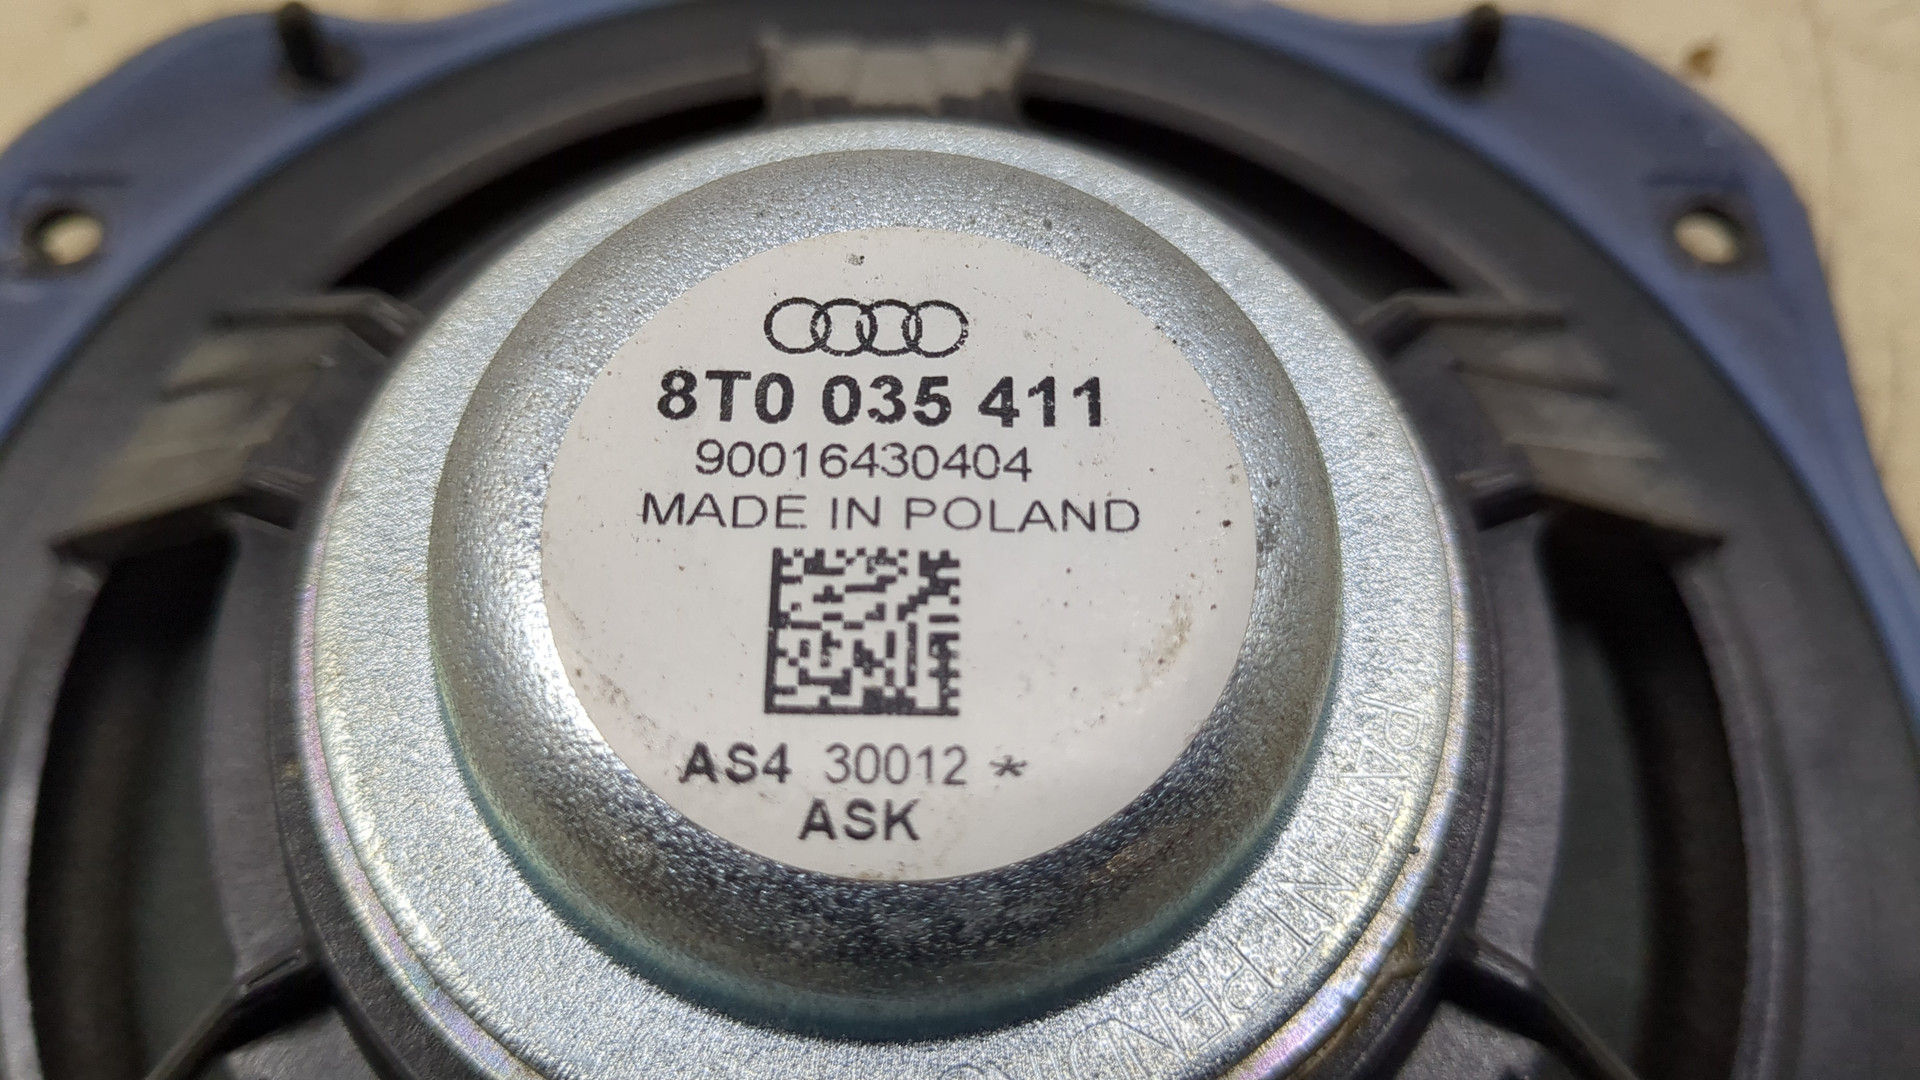 8T0 035 411
90016430404
MADE IN POLAND
AS4 30012 *
ASK